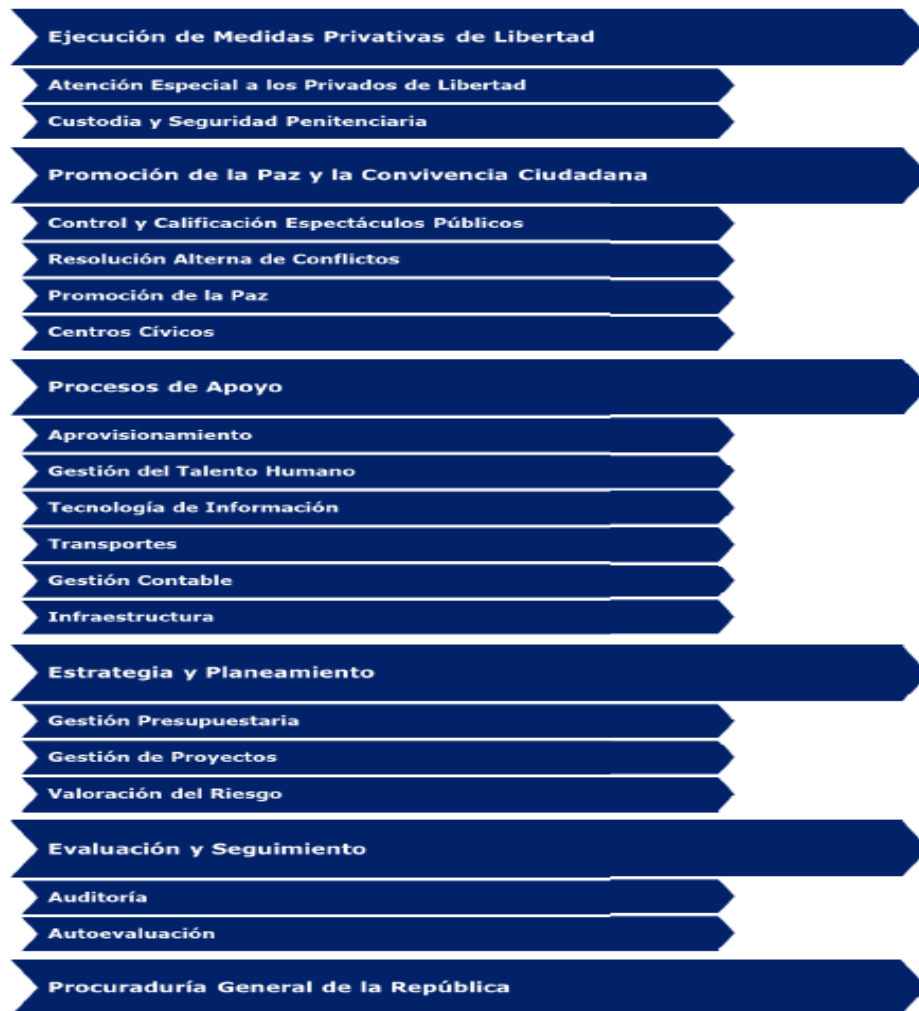 Ejecución de Medidas Privativas de Libertad
Atención Especial a los Privados de Libertad
Custodia y Seguridad Penitenciaria
Promoción de la Paz y la Convivencia Ciudadana
Control y Calificación Espectáculos Públicos
Resolución Alterna de Conflictos
Promoción de la Paz
Centros Cívicos
Procesos de Apoyo
Aprovisionamiento
Gestión del Talento Humano
Tecnología de Información
Transportes
Gestión Contable
Infraestructura
Estrategia y Planeamiento
Gestión Presupuestaria
Gestión de Proyectos
Valoración del Riesgo
Evaluación y Seguimiento
Auditoría
Autoevaluación
Procuraduría General de la República